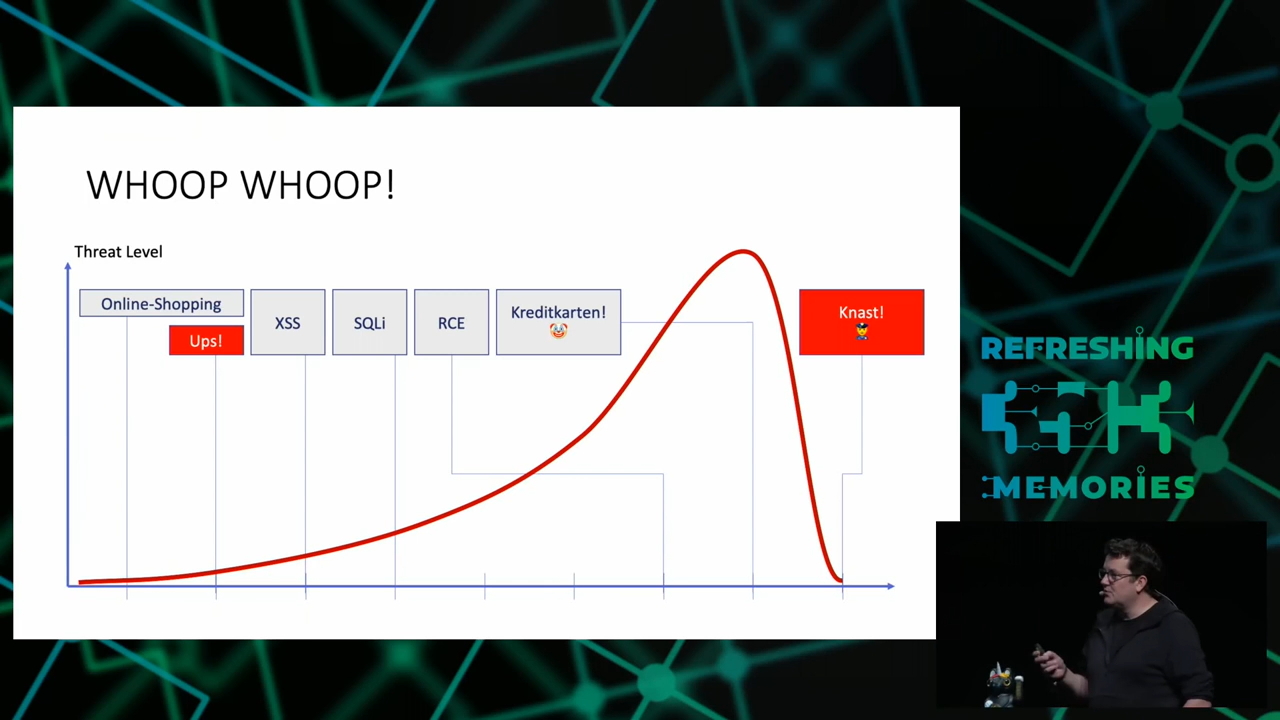 WHOOP WHOOP!
Threat Level
Online-Shopping
Ups!
XSS
SQLi
RCE
Kreditkarten!
🤡
Knast!
👮
REFRESHING
MEMORIES